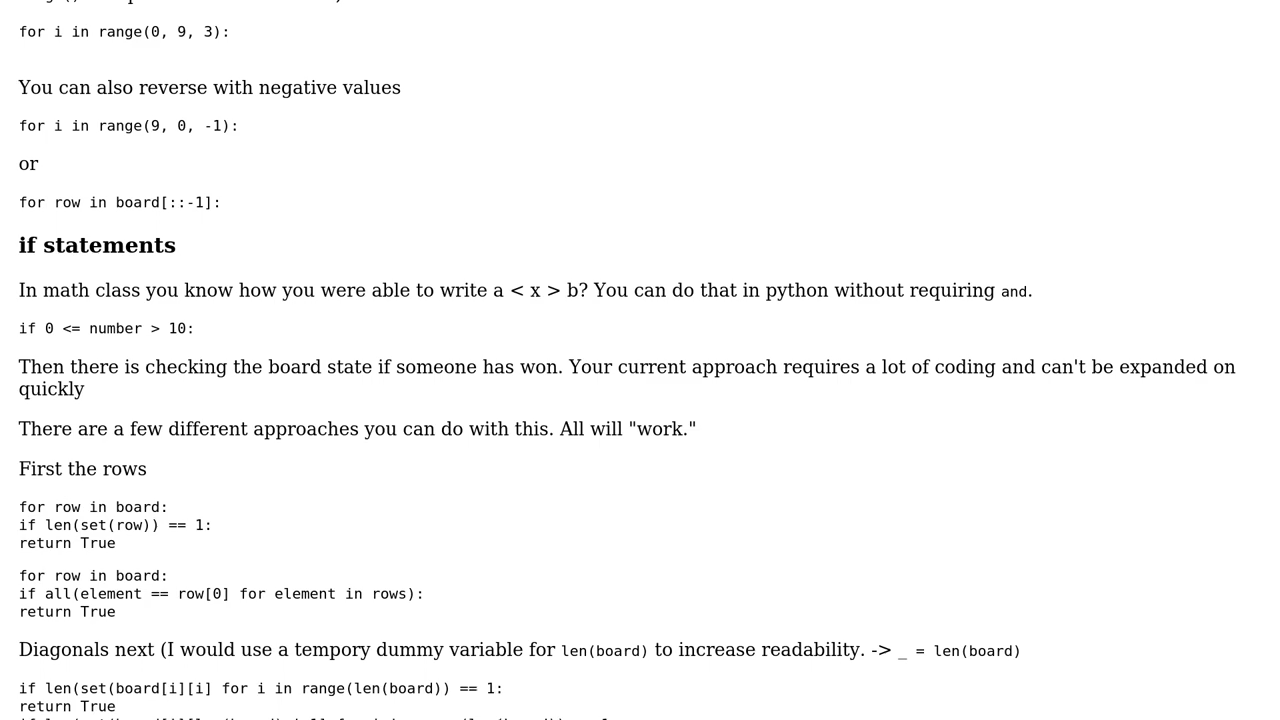 for i in range(0, 9, 3):
You can also reverse with negative values
for i in range(9, 0, -1):
or
for row in board[::-1]:
if statements
In math class you know how you were able to write a < x > b? You can do that in python without requiring and.
if 0 <= number > 10:
Then there is checking the board state if someone has won. Your current approach requires a lot of coding and can't be expanded on
quickly
There are a few different approaches you can do with this. All will "work."
First the rows
for row in board:
if len(set(row)) == 1:
return True
for row in board:
if all(element == row[0] for element in rows):
return True
Diagonals next (I would use a tempory dummy variable for len(board) to increase readability. -> _ = len(board)
if len(set(board[i][i] for i in range(len(board)) == 1:
return True